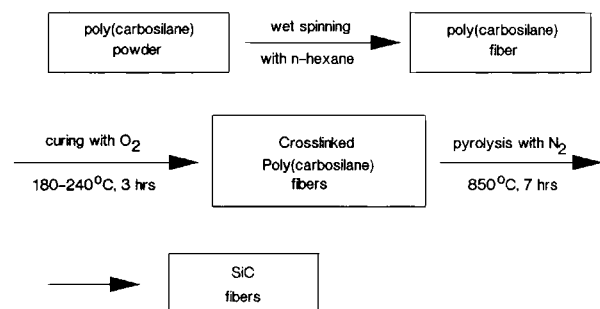 poly(carbosilane)
powder
wet spinning
with n-hexane
poly(carbosilane)
fiber
curing with O2
180-240°C, 3 hrs
Crosslinked
Poly(carbosilane)
fibers
pyrolysis with N2
850°C, 7 hrs
SiC
fibers